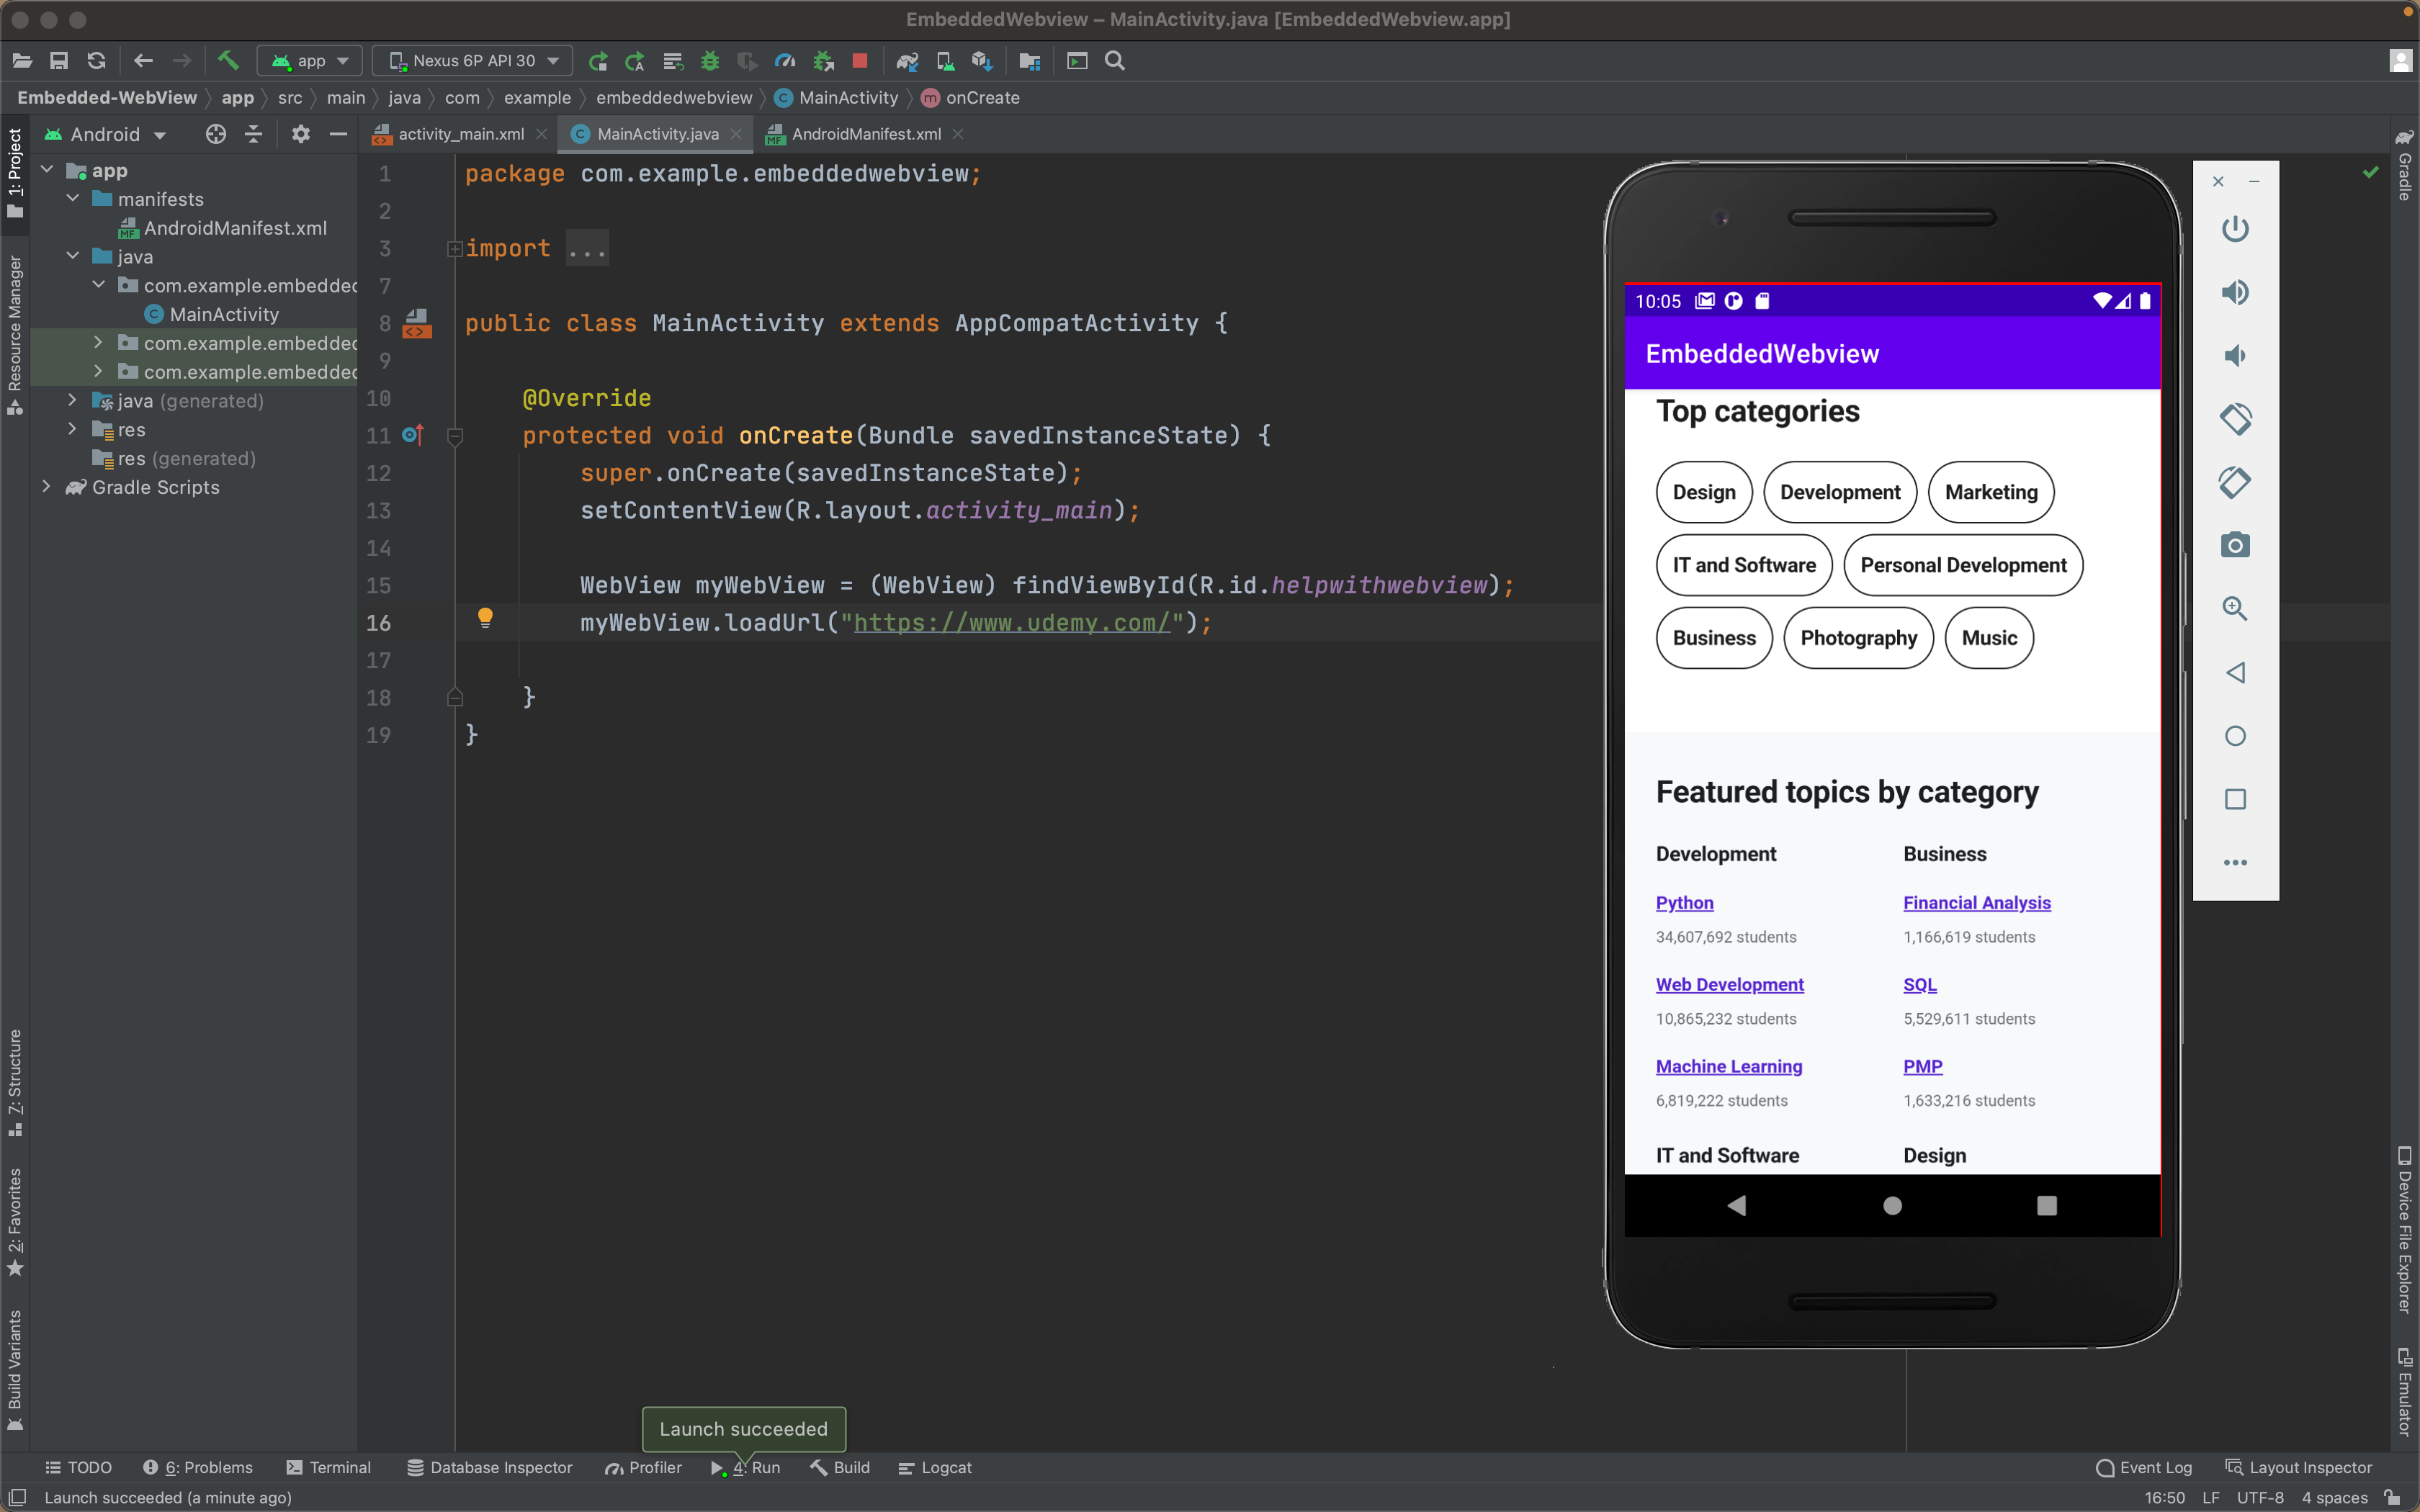 EmbeddedWebview – MainActivity.java [EmbeddedWebview.app]
app
Nexus 6P API 30
Embedded-WebView
app
src
main
java
com
example
embeddedwebview
C MainActivity
m onCreate
Android
activity_main.xml
C MainActivity.java
MF AndroidManifest.xml
1: Project
Resource Manager
7: Structure
2: Favorites
Build Variants
app
manifests
MF AndroidManifest.xml
java
com.example.embedded
C MainActivity
com.example.embedded
com.example.embedded
java (generated)
res
res (generated)
Gradle Scripts
1 package com.example.embeddedwebview;
2
3 import ...
7
8 public class MainActivity extends AppCompatActivity {
9
10 @Override
11 protected void onCreate(Bundle savedInstanceState) {
12 super.onCreate(savedInstanceState);
13 setContentView(R.layout.activity_main);
14
15 WebView myWebView = (WebView) findViewById(R.id.helpwithwebview);
16 myWebView.loadUrl("https://www.udemy.com/");
17
18 }
19 }
10:05
EmbeddedWebview
Top categories
Design
Development
Marketing
IT and Software
Personal Development
Business
Photography
Music
Featured topics by category
Development
Business
Python
Financial Analysis
34,607,692 students
1,166,619 students
Web Development
SQL
10,865,232 students
5,529,611 students
Machine Learning
PMP
6,819,222 students
1,633,216 students
IT and Software
Design
Gradle
Device File Explorer
Emulator
Launch succeeded
TODO
6: Problems
Terminal
Database Inspector
Profiler
4: Run
Build
Logcat
Event Log
Layout Inspector
Launch succeeded (a minute ago)
16:50
LF
UTF-8
4 spaces